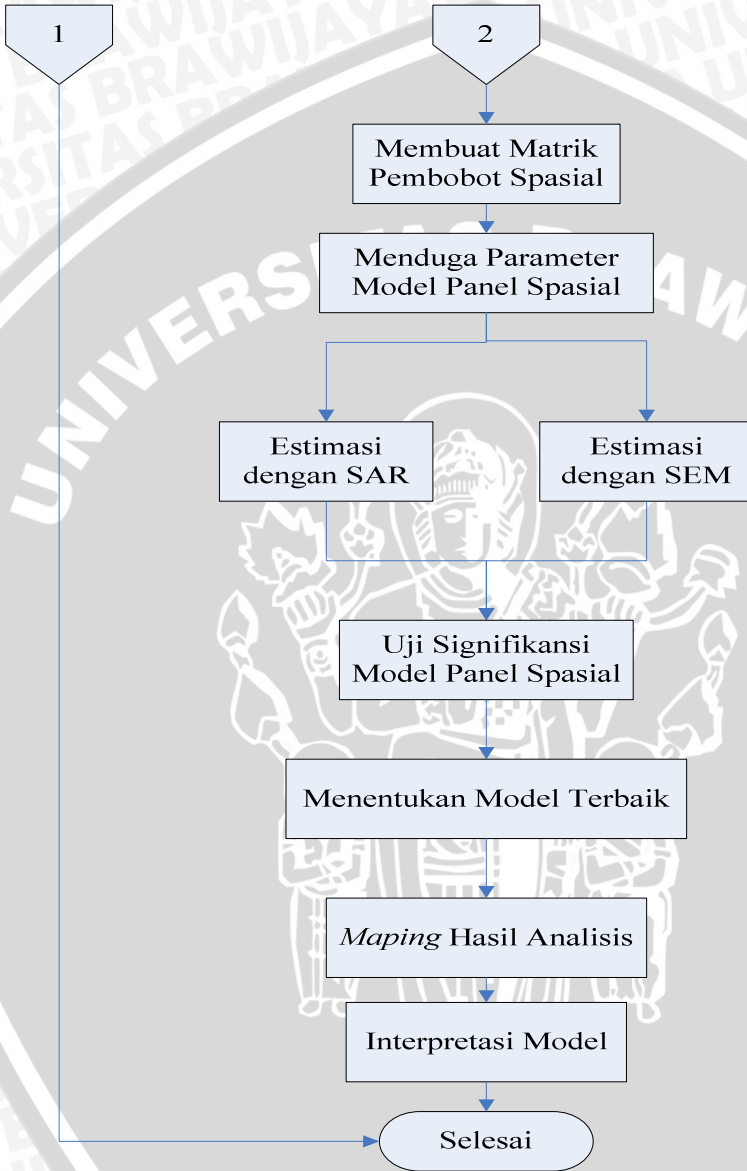 1
2
Membuat Matrik
Pembobot Spasial
Menduga Parameter
Model Panel Spasial
Estimasi
dengan SAR
Estimasi
dengan SEM
Uji Signifikansi
Model Panel Spasial
Menentukan Model Terbaik
Maping Hasil Analisis
Interpretasi Model
Selesai